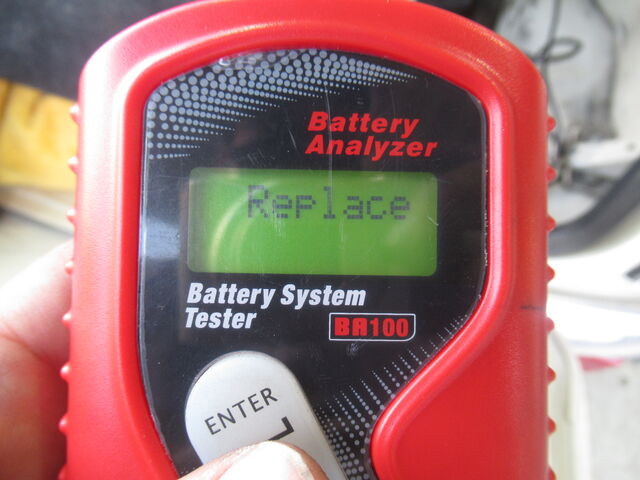 Battery
Analyzer
Replace
Battery System
Tester
BA100
ENTER